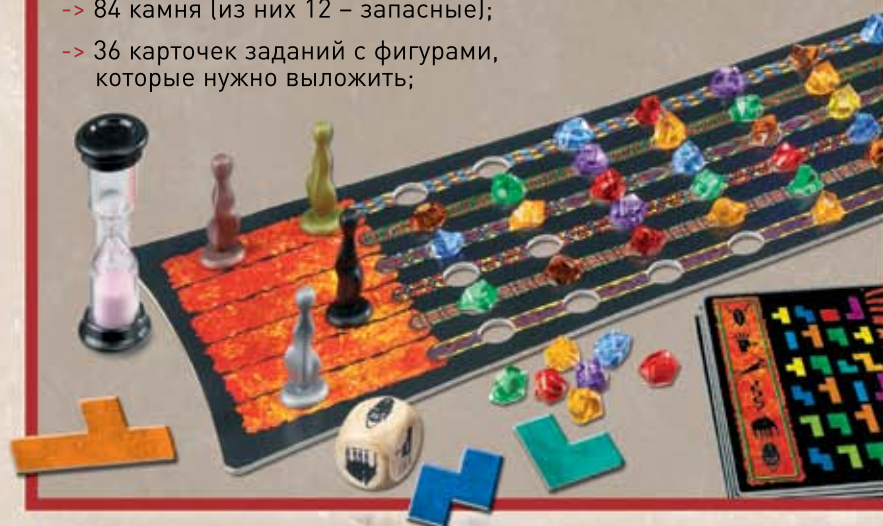 -> 84 камня (из них 12 – запасные);
-> 36 карточек заданий с фигурами,
которые нужно выложить;